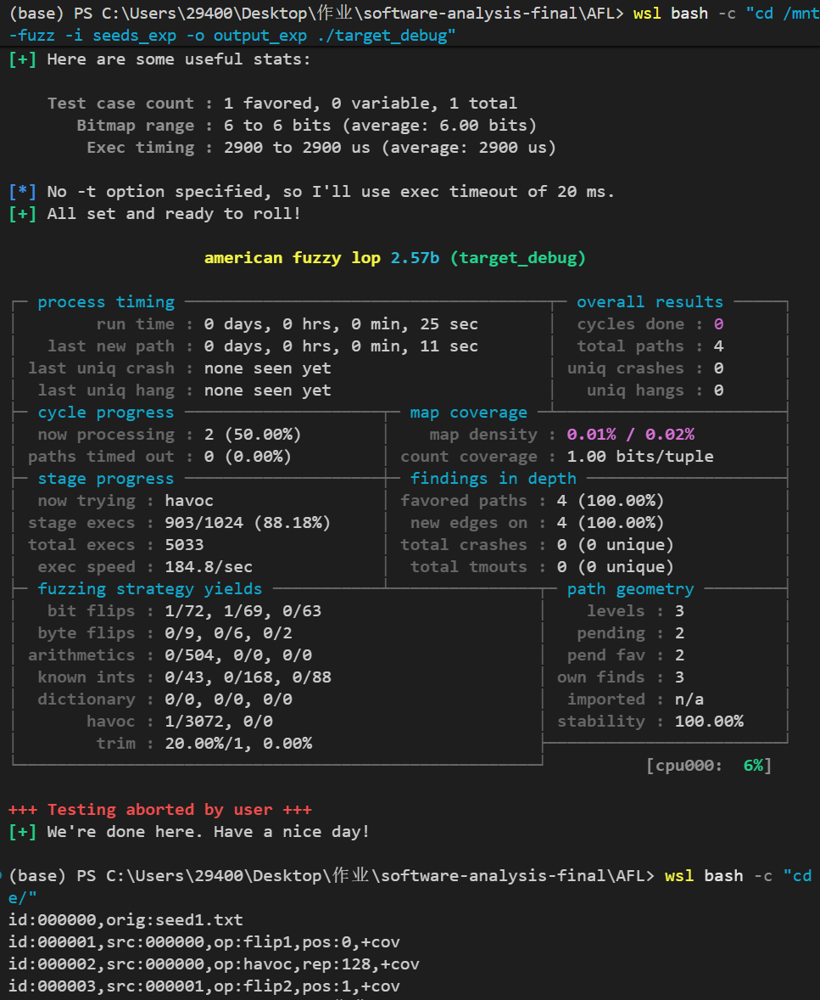 (base) PS C:\Users\29400\Desktop\作业\software-analysis-final\AFL> wsl bash -c "cd /mnt
-fuzz -i seeds_exp -o output_exp ./target_debug"
[+] Here are some useful stats:
Test case count : 1 favored, 0 variable, 1 total
Bitmap range : 6 to 6 bits (average: 6.00 bits)
Exec timing : 2900 to 2900 us (average: 2900 us)
[*] No -t option specified, so I'll use exec timeout of 20 ms.
[+] All set and ready to roll!
american fuzzy lop 2.57b (target_debug)
process timing overall results
run time : 0 days, 0 hrs, 0 min, 25 sec cycles done : 0
last new path : 0 days, 0 hrs, 0 min, 11 sec total paths : 4
last uniq crash : none seen yet uniq crashes : 0
last uniq hang : none seen yet uniq hangs : 0
cycle progress map coverage
now processing : 2 (50.00%) map density : 0.01% / 0.02%
paths timed out : 0 (0.00%) count coverage : 1.00 bits/tuple
stage progress findings in depth
now trying : havoc favored paths : 4 (100.00%)
stage execs : 903/1024 (88.18%) new edges on : 4 (100.00%)
total execs : 5033 total crashes : 0 (0 unique)
exec speed : 184.8/sec total tmouts : 0 (0 unique)
fuzzing strategy yields path geometry
bit flips : 1/72, 1/69, 0/63 levels : 3
byte flips : 0/9, 0/6, 0/2 pending : 2
arithmetics : 0/504, 0/0, 0/0 pend fav : 2
known ints : 0/43, 0/168, 0/88 own finds : 3
dictionary : 0/0, 0/0, 0/0 imported : n/a
havoc : 1/3072, 0/0 stability : 100.00%
trim : 20.00%/1, 0.00%
[cpu000: 6%]
+++ Testing aborted by user +++
[+] We're done here. Have a nice day!
(base) PS C:\Users\29400\Desktop\作业\software-analysis-final\AFL> wsl bash -c "cd
e/"
id:000000,orig:seed1.txt
id:000001,src:000000,op:flip1,pos:0,+cov
id:000002,src:000000,op:havoc,rep:128,+cov
id:000003,src:000001,op:flip2,pos:1,+cov